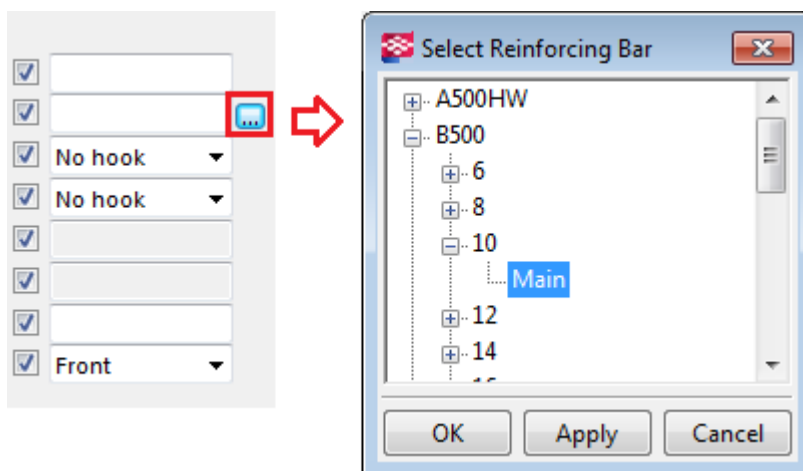 No hook
No hook
Front
...
Select Reinforcing Bar
A500HW
B500
6
8
10
Main
12
14
OK
Apply
Cancel